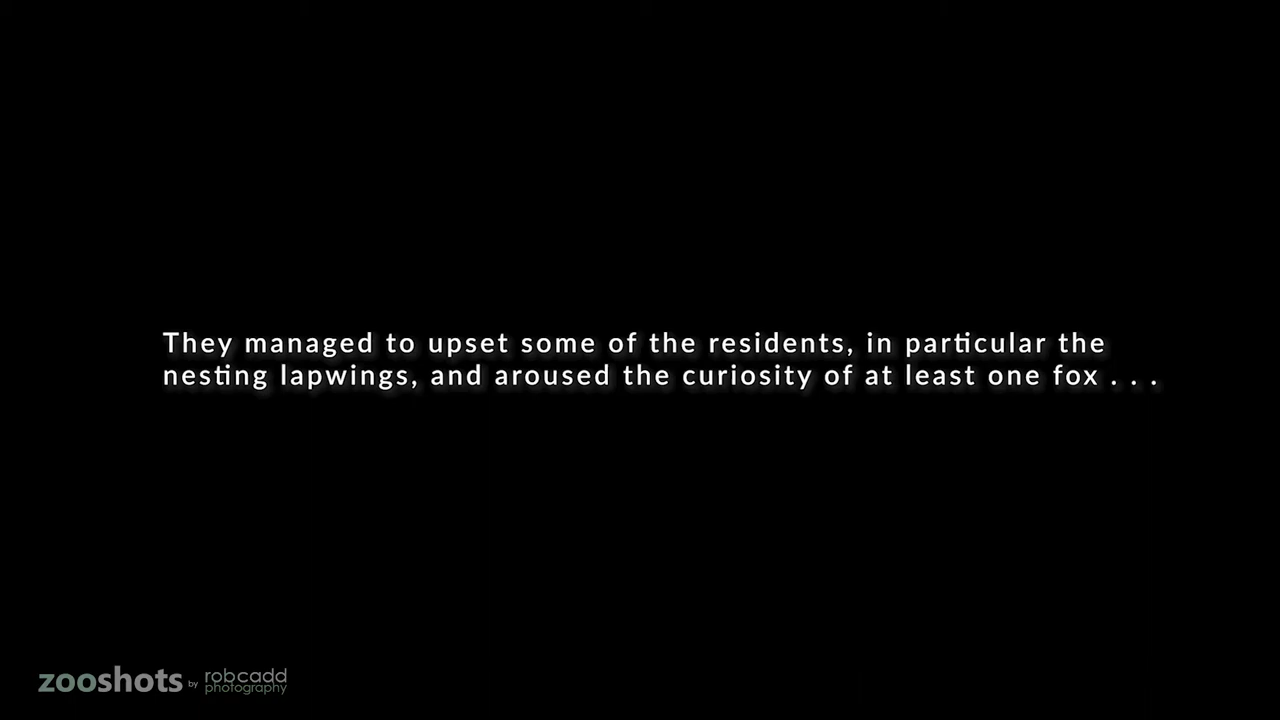 They managed to upset some of the residents, in particular the
nesting lapwings, and aroused the curiosity of at least one fox . . .
zooshots by robcadd
photography